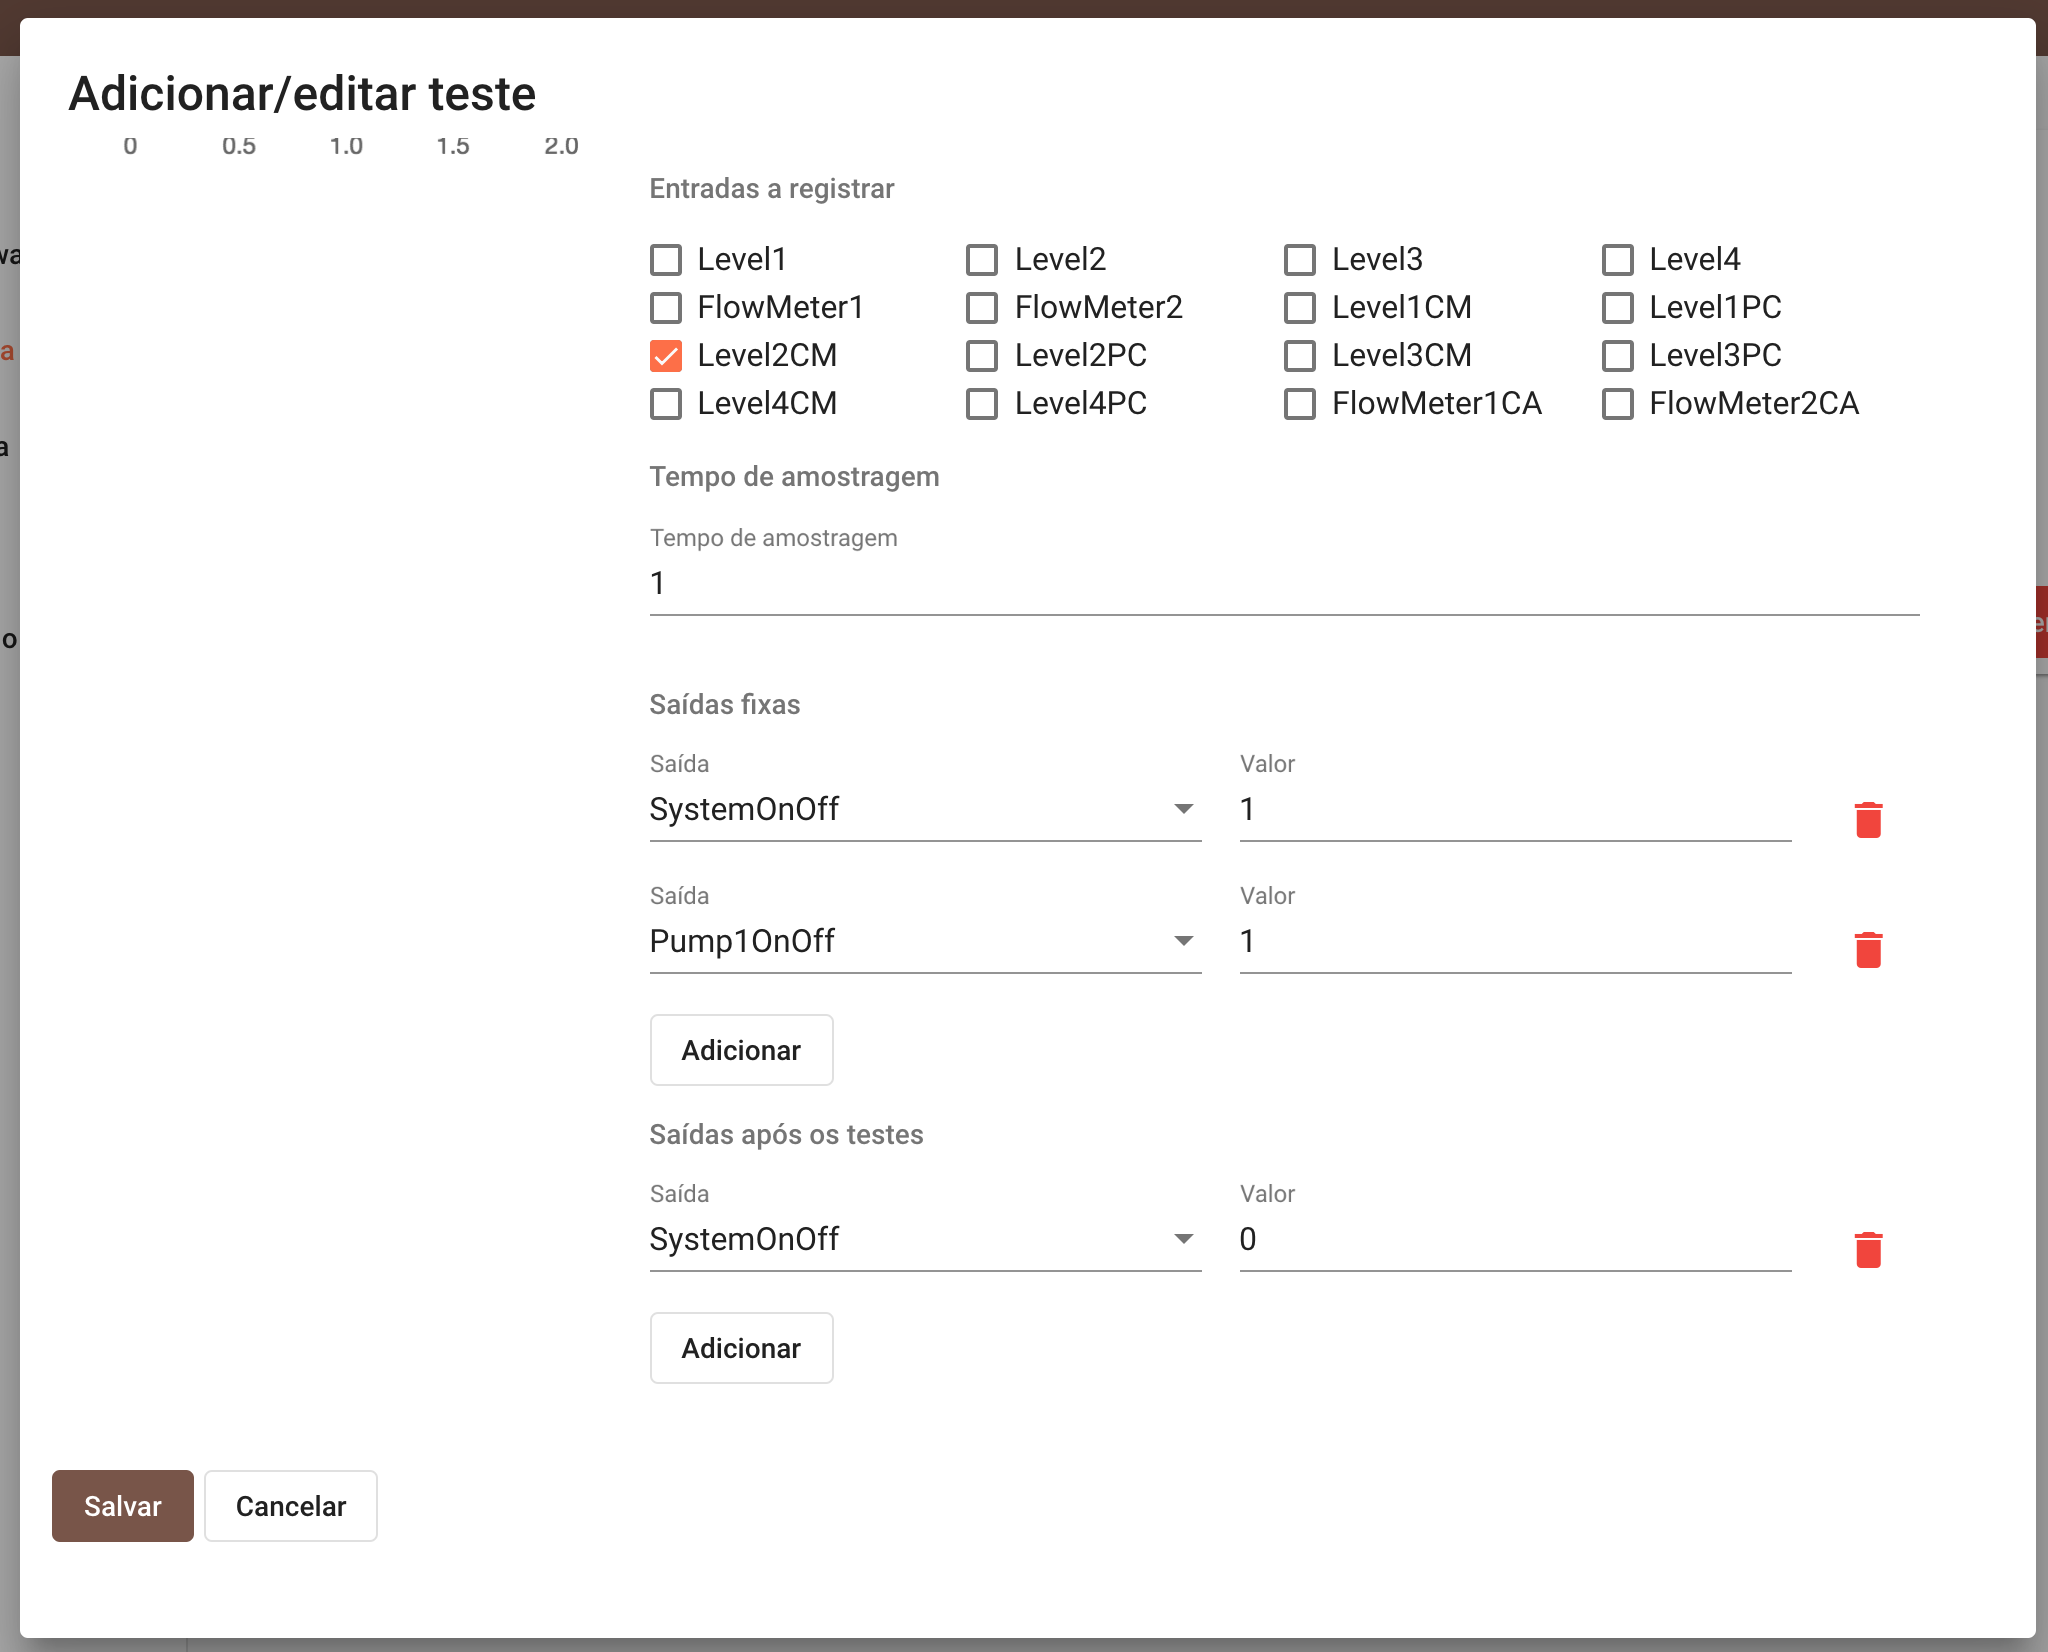 Adicionar/editar teste
0 0.5 1.0 1.5 2.0
Entradas a registrar
Level1 Level2 Level3 Level4
FlowMeter1 FlowMeter2 Level1CM Level1PC
Level2CM Level2PC Level3CM Level3PC
Level4CM Level4PC FlowMeter1CA FlowMeter2CA
Tempo de amostragem
Tempo de amostragem
1
Saídas fixas
Saída Valor
SystemOnOff 1
Saída Valor
Pump1OnOff 1
Adicionar
Saídas após os testes
Saída Valor
SystemOnOff 0
Adicionar
Salvar Cancelar